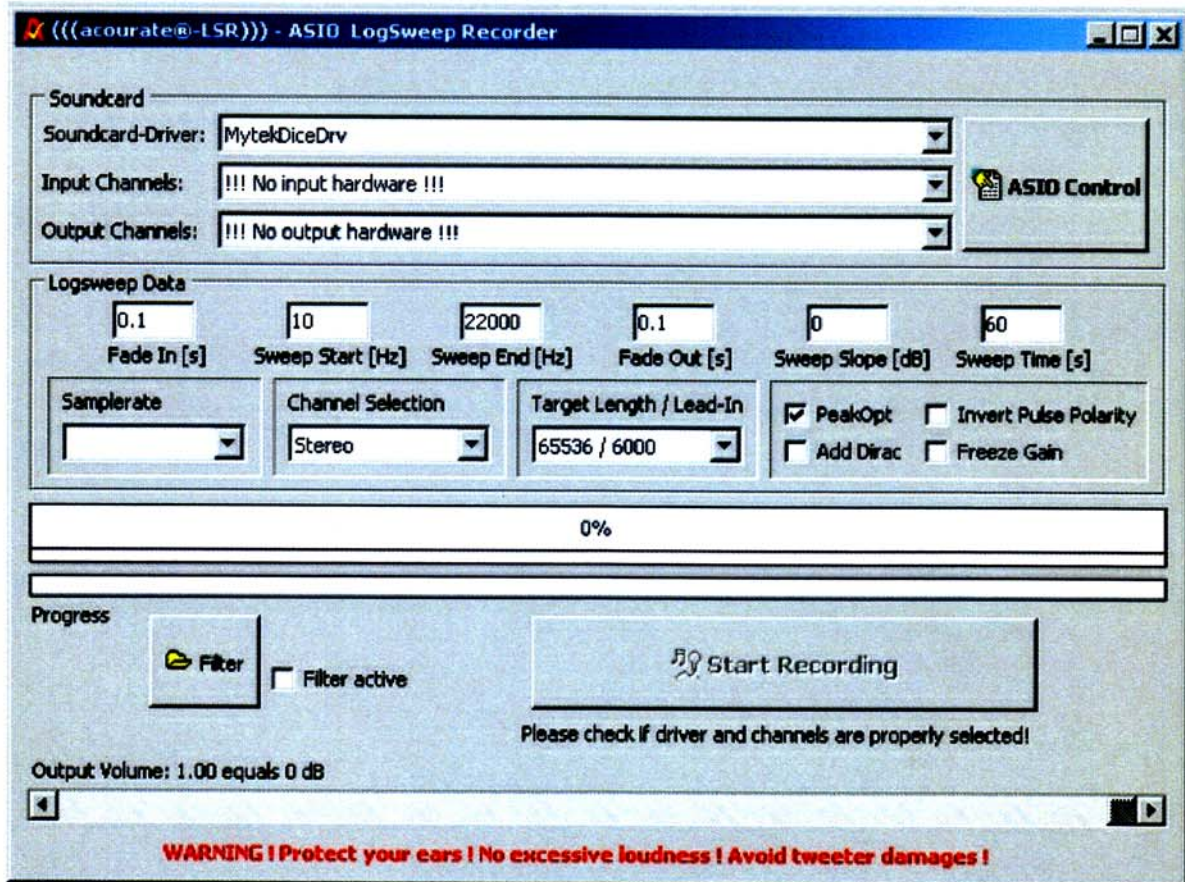 (((acourate®-LSR))) - ASIO LogSweep Recorder
Soundcard
Soundcard-Driver: MytekDiceDrv
Input Channels: !!! No input hardware !!!
Output Channels: !!! No output hardware !!!
ASIO Control
Logsweep Data
0.1 10 22000 0.1 0 60
Fade In [s] Sweep Start [Hz] Sweep End [Hz] Fade Out [s] Sweep Slope [dB] Sweep Time [s]
Samplerate Channel Selection Target Length / Lead-In
Stereo 65536 / 6000
PeakOpt Invert Pulse Polarity
Add Dirac Freeze Gain
0%
Progress
Filter
Filter active
Start Recording
Please check if driver and channels are properly selected!
Output Volume: 1.00 equals 0 dB
WARNING ! Protect your ears ! No excessive loudness ! Avoid tweeter damages !